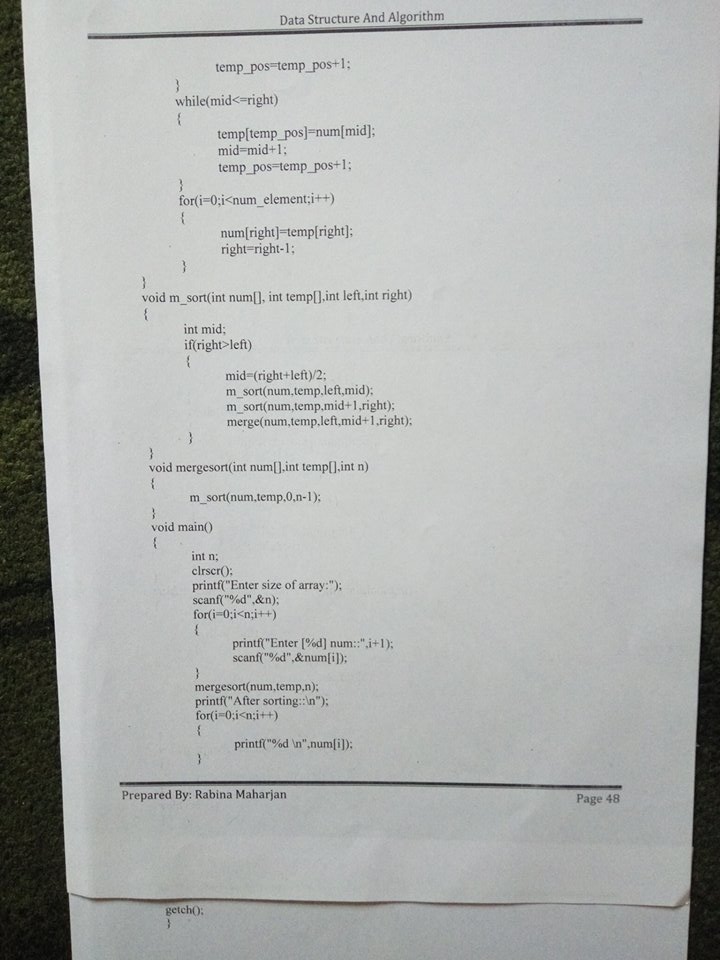 Data Structure And Algorithm
temp_pos=temp_pos+1;
}
while(mid<=right)
{
temp[temp_pos]=num[mid];
mid=mid+1;
temp_pos=temp_pos+1;
}
for(i=0;i<num_element;i++)
{
num[right]=temp[right];
right=right-1;
}
}
void m_sort(int num[], int temp[],int left,int right)
{
int mid;
if(right>left)
{
mid=(right+left)/2;
m_sort(num,temp,left,mid);
m_sort(num,temp,mid+1,right);
merge(num,temp,left,mid+1,right);
}
}
void mergesort(int num[],int temp[],int n)
{
m_sort(num,temp,0,n-1);
}
void main()
{
int n;
clrscr();
printf("Enter size of array:");
scanf("%d",&n);
for(i=0;i<n;i++)
{
printf("Enter [%d] num::",i+1);
scanf("%d",&num[i]);
}
mergesort(num,temp,n);
printf("After sorting::\n");
for(i=0;i<n;i++)
{
printf("%d \n",num[i]);
}
Prepared By: Rabina Maharjan
Page 48
getch();
}